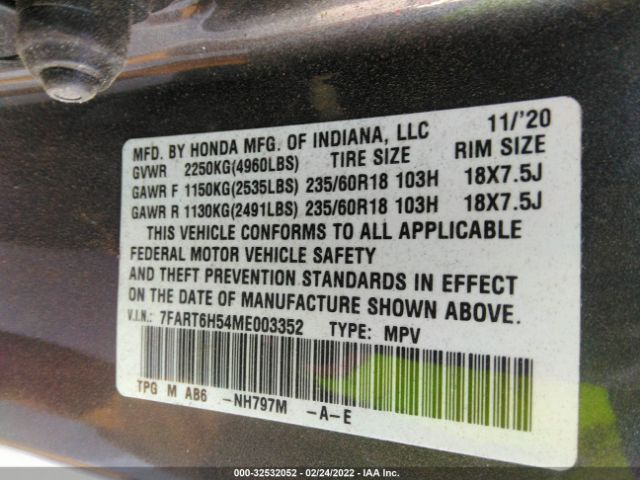 MFD. BY HONDA MFG. OF INDIANA, LLC 11/'20
GVWR 2250KG(4960LBS) TIRE SIZE RIM SIZE
GAWR F 1150KG(2535LBS) 235/60R18 103H 18X7.5J
GAWR R 1130KG(2491LBS) 235/60R18 103H 18X7.5J
THIS VEHICLE CONFORMS TO ALL APPLICABLE
FEDERAL MOTOR VEHICLE SAFETY
AND THEFT PREVENTION STANDARDS IN EFFECT
ON THE DATE OF MANUFACTURE SHOWN ABOVE.
V.I.N.: 7FART6H54ME003352 TYPE: MPV
TPG M AB6 -NH797M -A-E
000-32532052 - 02/24/2022 - IAA Inc.